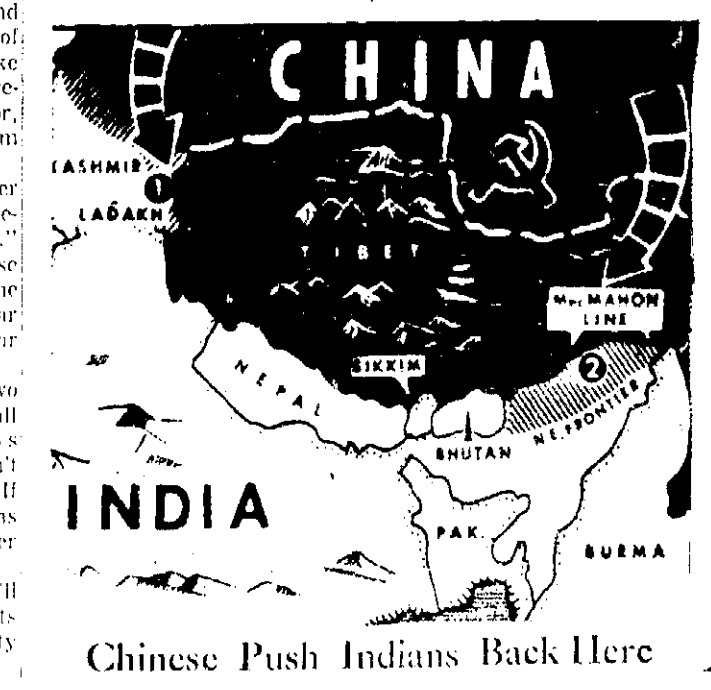 CHINA
KASHMIR
1
LADAKH
TIBET
McMAHON
LINE
2
SIKKIM
NEPAL
N.E. FRONTIER
BHUTAN
INDIA
PAK.
BURMA
Chinese Push Indians Back Here